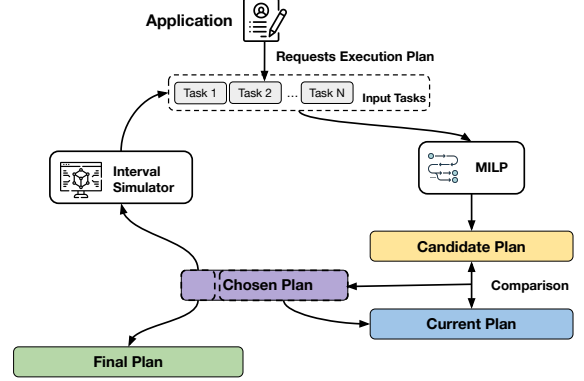 Application
Requests Execution Plan
Task 1 Task 2 ... Task N Input Tasks
Interval
Simulator
MILP
Candidate Plan
Chosen Plan
Comparison
Current Plan
Final Plan